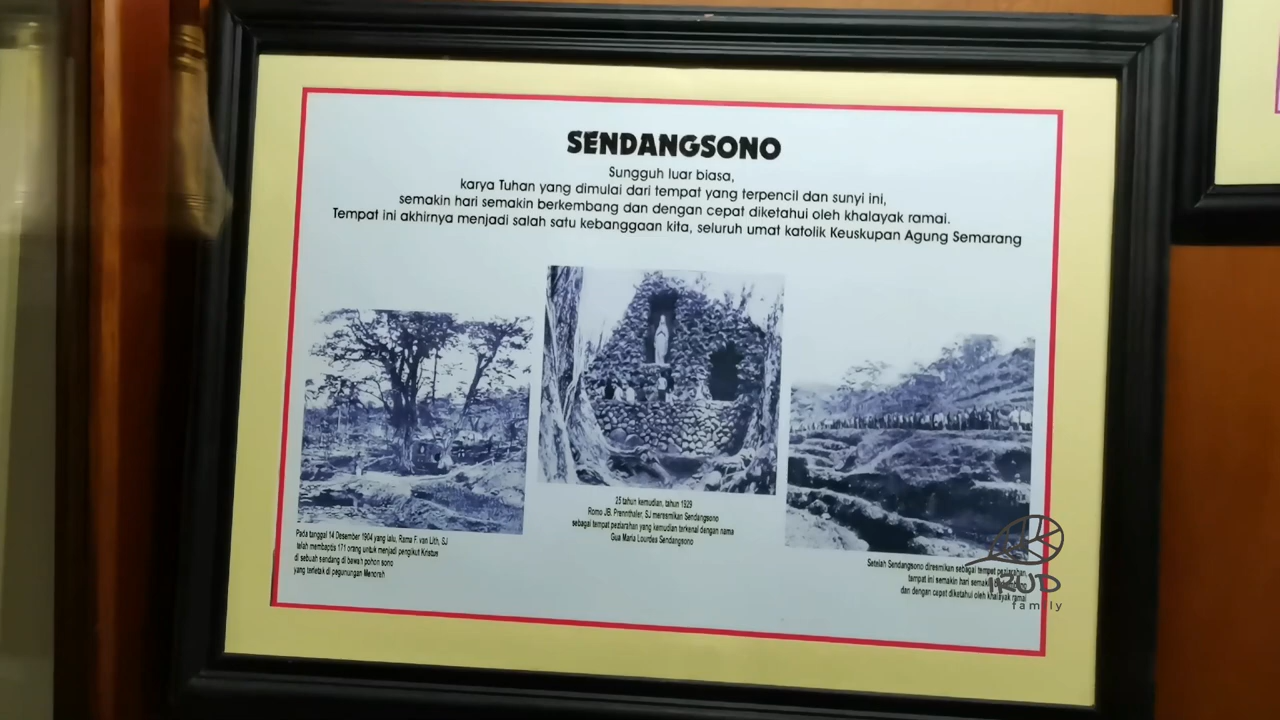 SENDANGSONO
Sungguh luar biasa,
karya Tuhan yang dimulai dari tempat yang terpencil dan sunyi ini,
semakin hari semakin berkembang dan dengan cepat diketahui oleh khalayak ramai.
Tempat ini akhirnya menjadi salah satu kebanggaan kita, seluruh umat katolik Keuskupan Agung Semarang
Pada tanggal 14 Desember 1904 yang lalu, Rama F. van Lith, SJ
telah membaptis 171 orang untuk menjadi pengikut Kristus
di sebuah sendang di bawah pohon sono
yang terletak di pegunungan Menoreh
25 tahun kemudian, tahun 1929
Romo JB. Prennthaler, SJ meresmikan Sendangsono
sebagai tempat peziarahan yang kemudian terkenal dengan nama
Gua Maria Lourdes Sendangsono
Setelah Sendangsono diresmikan sebagai tempat peziarahan,
tempat ini semakin hari semakin berkembang
dan dengan cepat diketahui oleh khalayak ramai
IRUD
family